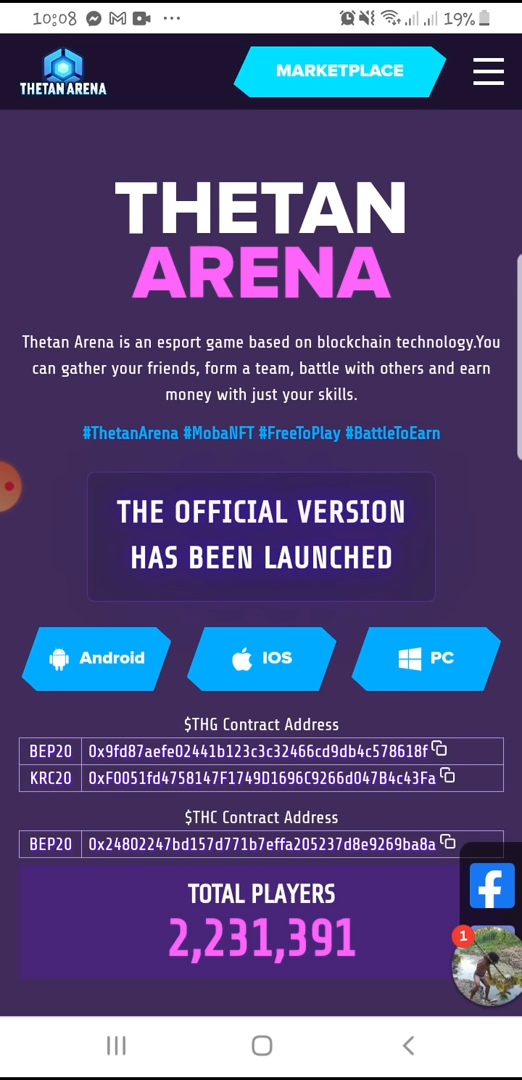 10:08
19%
THETAN ARENA
MARKETPLACE
THETAN
ARENA
Thetan Arena is an esport game based on blockchain technology.You
can gather your friends, form a team, battle with others and earn
money with just your skills.
#ThetanArena #MobaNFT #FreeToPlay #BattleToEarn
THE OFFICIAL VERSION
HAS BEEN LAUNCHED
Android
IOS
PC
$THG Contract Address
BEP20 0x9fd87aefe02441b123c3c32466cd9db4c578618f
KRC20 0xF0051fd4758147F1749D1696C9266d047B4c43Fa
$THC Contract Address
BEP20 0x24802247bd157d771b7effa205237d8e9269ba8a
TOTAL PLAYERS
2,231,391
1